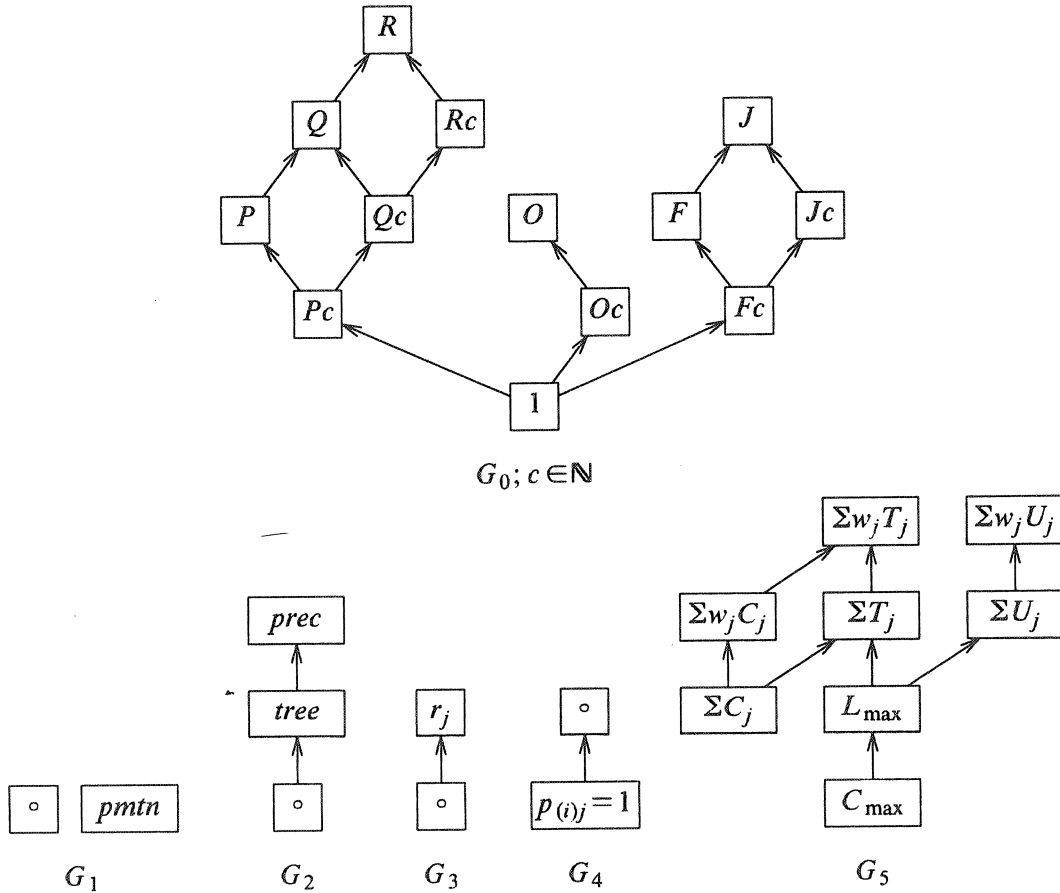 R
Q Rc J
P Qc O F Jc
Pc Oc Fc
1
G₀; c ∈ ℕ
Σw_jT_j Σw_jU_j
prec Σw_jC_j ΣT_j ΣU_j
tree r_j ∘ ΣC_j L_max
∘ pmtn ∘ ∘ p_(i)j = 1 C_max
G₁ G₂ G₃ G₄ G₅